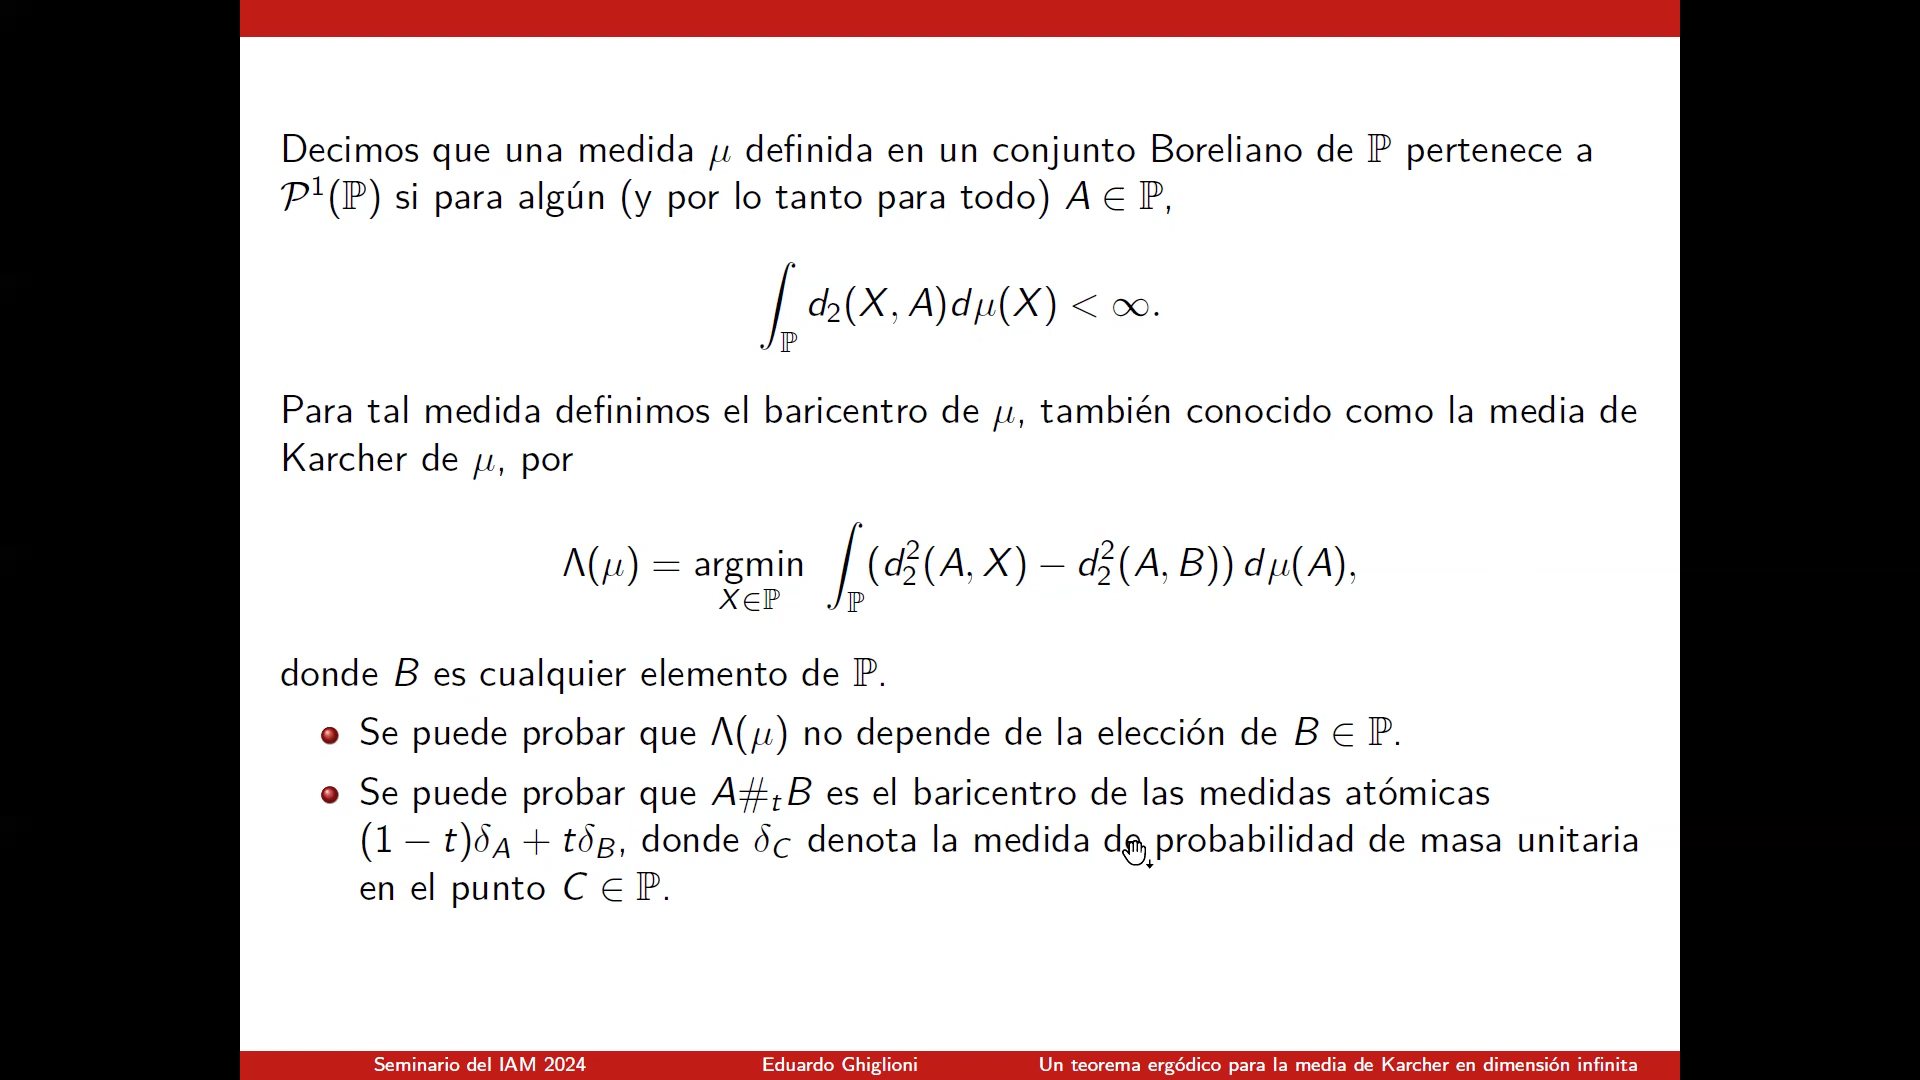 Decimos que una medida μ definida en un conjunto Boreliano de ℙ pertenece a
𝒫¹(ℙ) si para algún (y por lo tanto para todo) A ∈ ℙ,
∫_ℙ d₂(X, A)dμ(X) < ∞.
Para tal medida definimos el baricentro de μ, también conocido como la media de
Karcher de μ, por
Λ(μ) = argmin_{X∈ℙ} ∫_ℙ (d₂²(A, X) − d₂²(A, B)) dμ(A),
donde B es cualquier elemento de ℙ.
Se puede probar que Λ(μ) no depende de la elección de B ∈ ℙ.
Se puede probar que A#ₜB es el baricentro de las medidas atómicas
(1 − t)δ_A + tδ_B, donde δ_C denota la medida de probabilidad de masa unitaria
en el punto C ∈ ℙ.
Seminario del IAM 2024 Eduardo Ghiglioni Un teorema ergódico para la media de Karcher en dimensión infinita